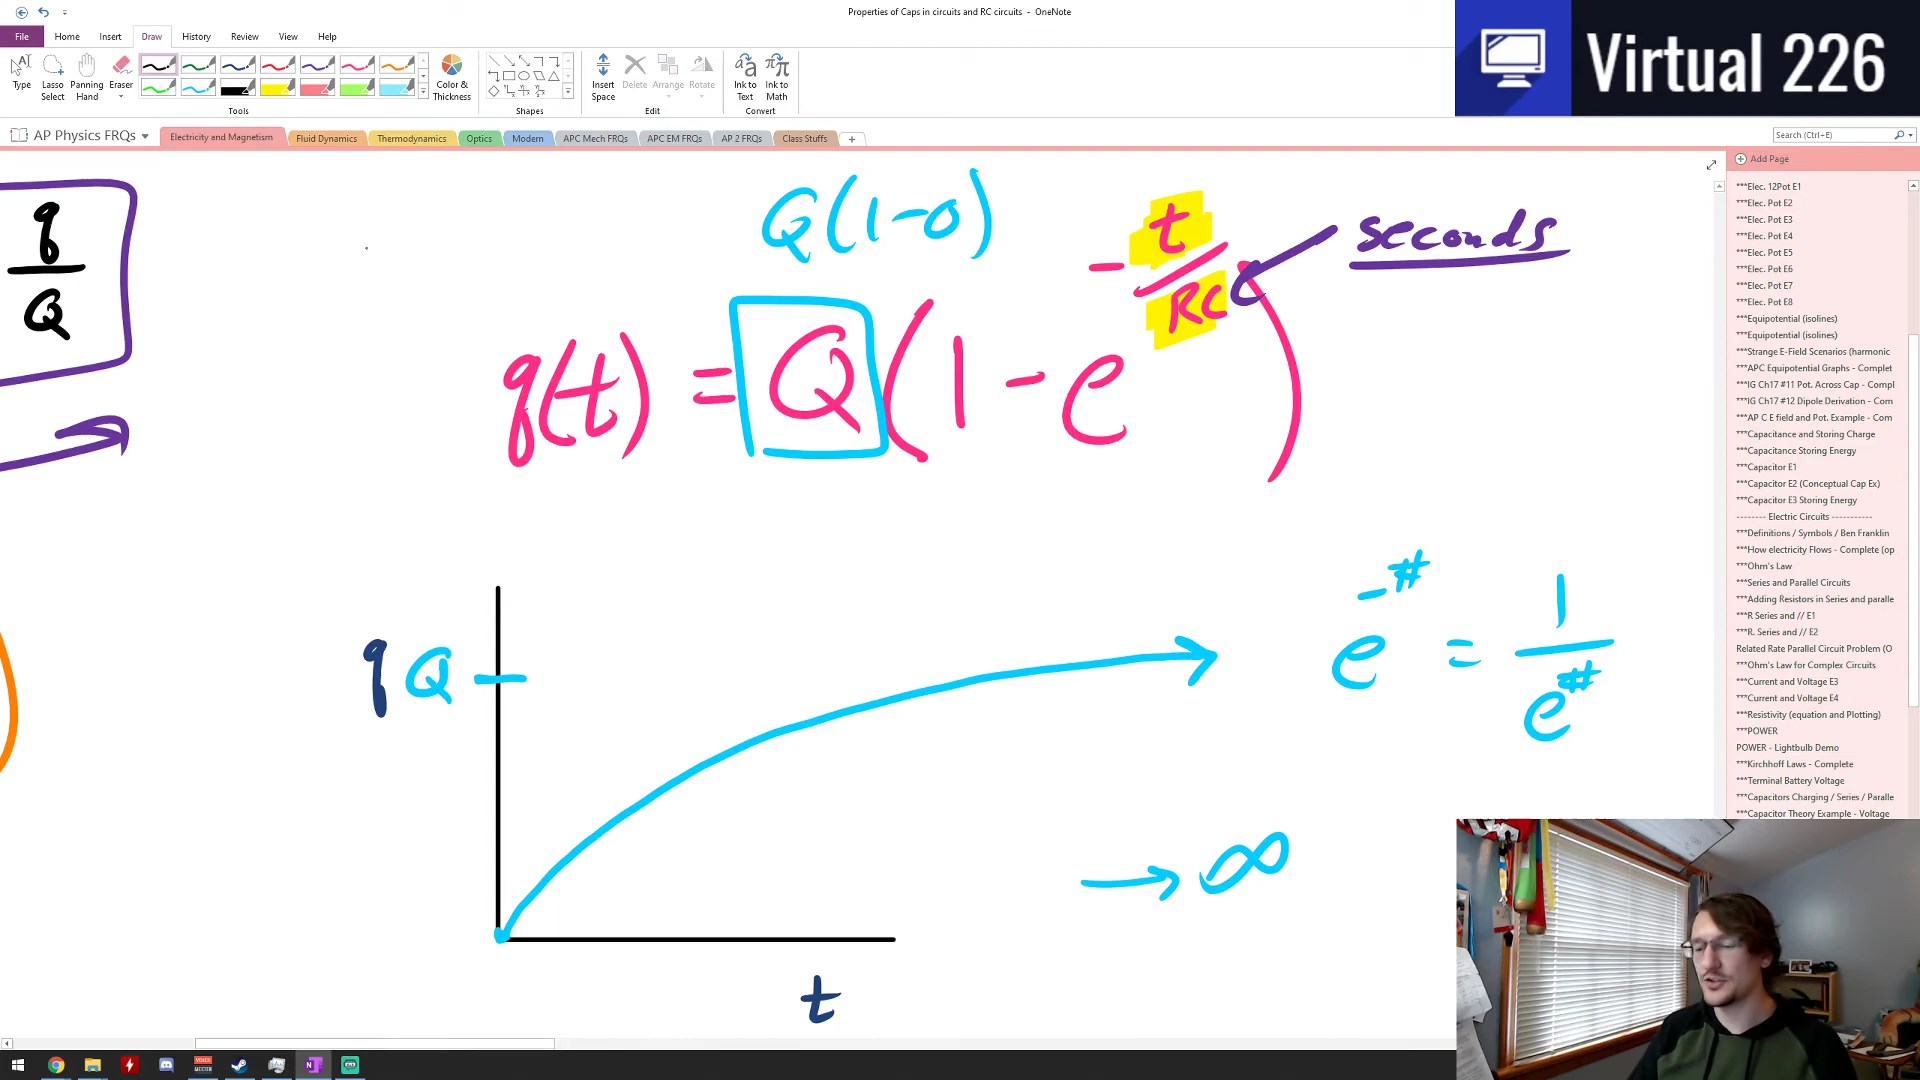 Properties of Caps in circuits and RC circuits - OneNote
Virtual 226
File Home Insert Draw History Review View Help
Type
Lasso Select
Panning Hand
Eraser
Color & Thickness
Insert Space
Delete
Arrange
Rotate
Ink to Text
Ink to Math
Tools
Shapes
Edit
Convert
AP Physics FRQs
Electricity and Magnetism
Fluid Dynamics
Thermodynamics
Optics
Modern
APC Mech FRQs
APC EM FRQs
AP 2 FRQs
Class Stuffs
Search (Ctrl+E)
Add Page
q
Q
Q(1-0)
seconds
q(t) = Q(1 - e^-t/RC)
q Q
e^-# = 1/e^#
→ ∞
t
***Elec. 12Pot E1
***Elec. Pot E2
***Elec. Pot E3
***Elec. Pot E4
***Elec. Pot E5
***Elec. Pot E6
***Elec. Pot E7
***Elec. Pot E8
***Equipotential (isolines)
***Equipotential (isolines)
***Strange E-Field Scenarios (harmonic
***APC Equipotential Graphs - Complet
***IG Ch17 #11 Pot. Across Cap - Compl
***IG Ch17 #12 Dipole Derivation - Com
***AP C E field and Pot. Example - Com
***Capacitance and Storing Charge
***Capacitance Storing Energy
***Capacitor E1
***Capacitor E2 (Conceptual Cap Ex)
***Capacitor E3 Storing Energy
-------- Electric Circuits -----------
***Definitions / Symbols / Ben Franklin
***How electricity Flows - Complete (op
***Ohm's Law
***Series and Parallel Circuits
***Adding Resistors in Series and paralle
***R Series and // E1
***R. Series and // E2
Related Rate Parallel Circuit Problem (O
***Ohm's Law for Complex Circuits
***Current and Voltage E3
***Current and Voltage E4
***Resistivity (equation and Plotting)
***POWER
POWER - Lightbulb Demo
***Kirchhoff Laws - Complete
***Terminal Battery Voltage
***Capacitors Charging / Series / Paralle
***Capacitor Theory Example - Voltage